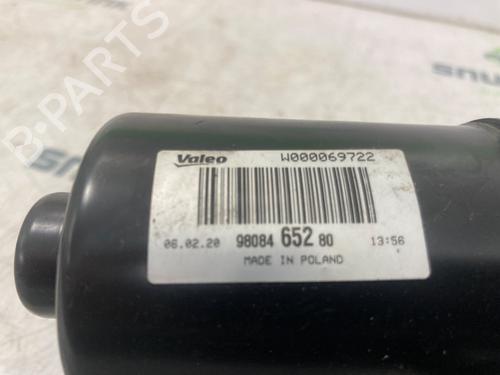 Valeo W000069722
06.02.20 98084 652 80 13:56
MADE IN POLAND
B-PARTS